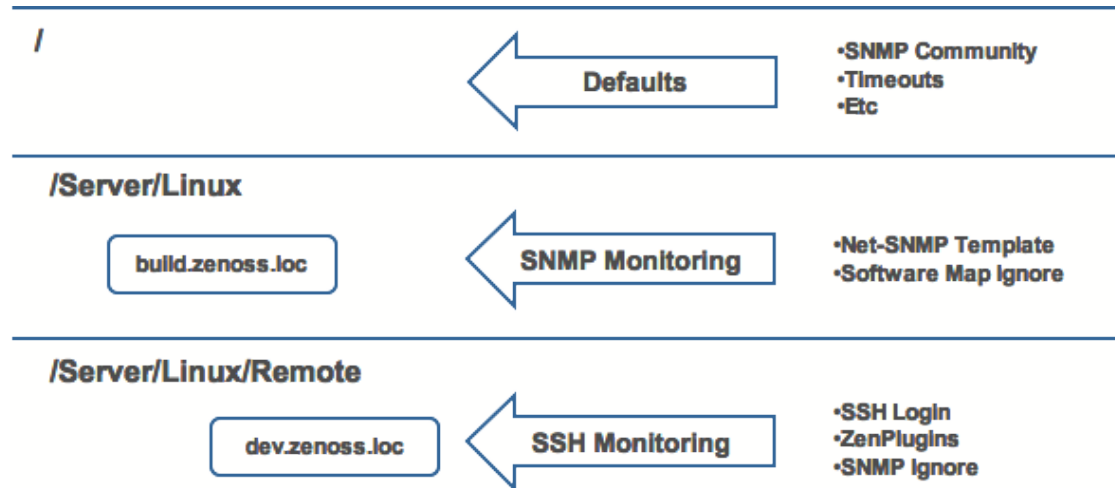 /
Defaults
•SNMP Community
•Timeouts
•Etc
/Server/Linux
build.zenoss.loc
SNMP Monitoring
•Net-SNMP Template
•Software Map Ignore
/Server/Linux/Remote
dev.zenoss.loc
SSH Monitoring
•SSH Login
•ZenPlugins
•SNMP Ignore